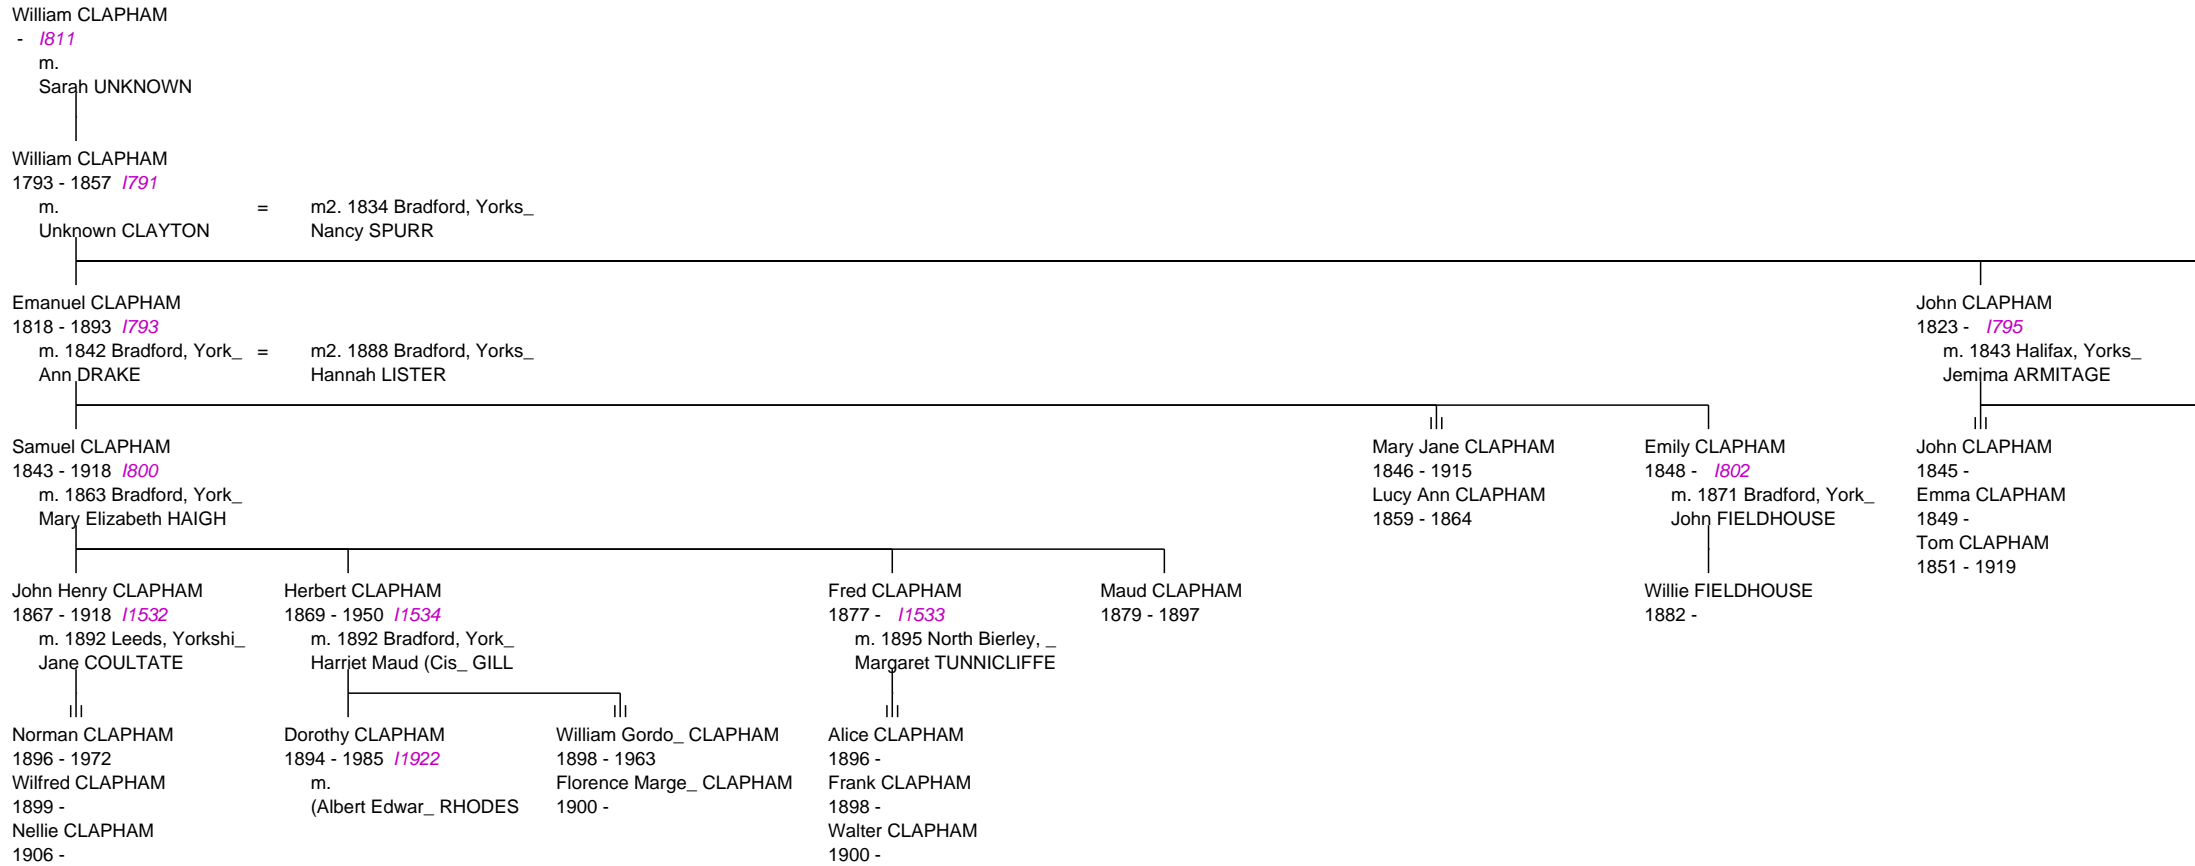 William CLAPHAM
- I811
m.
Sarah UNKNOWN
William CLAPHAM
1793 - 1857 I791
m. = m2. 1834 Bradford, Yorks_
Unknown CLAYTON Nancy SPURR
Emanuel CLAPHAM John CLAPHAM
1818 - 1893 I793 1823 - I795
m. 1842 Bradford, York_ = m2. 1888 Bradford, Yorks_ m. 1843 Halifax, Yorks_
Ann DRAKE Hannah LISTER Jemima ARMITAGE
Samuel CLAPHAM Mary Jane CLAPHAM Emily CLAPHAM John CLAPHAM
1843 - 1918 I800 1846 - 1915 1848 - I802 1845 -
m. 1863 Bradford, York_ Lucy Ann CLAPHAM m. 1871 Bradford, York_ Emma CLAPHAM
Mary Elizabeth HAIGH 1859 - 1864 John FIELDHOUSE 1849 -
Tom CLAPHAM
1851 - 1919
John Henry CLAPHAM Herbert CLAPHAM Fred CLAPHAM Maud CLAPHAM Willie FIELDHOUSE
1867 - 1918 I1532 1869 - 1950 I1534 1877 - I1533 1879 - 1897 1882 -
m. 1892 Leeds, Yorkshi_ m. 1892 Bradford, York_ m. 1895 North Bierley, _
Jane COULTATE Harriet Maud (Cis_ GILL Margaret TUNNICLIFFE
Norman CLAPHAM Dorothy CLAPHAM William Gordo_ CLAPHAM Alice CLAPHAM
1896 - 1972 1894 - 1985 I1922 1898 - 1963 1896 -
Wilfred CLAPHAM m. Florence Marge_ CLAPHAM Frank CLAPHAM
1899 - (Albert Edwar_ RHODES 1900 - 1898 -
Nellie CLAPHAM Walter CLAPHAM
1906 - 1900 -